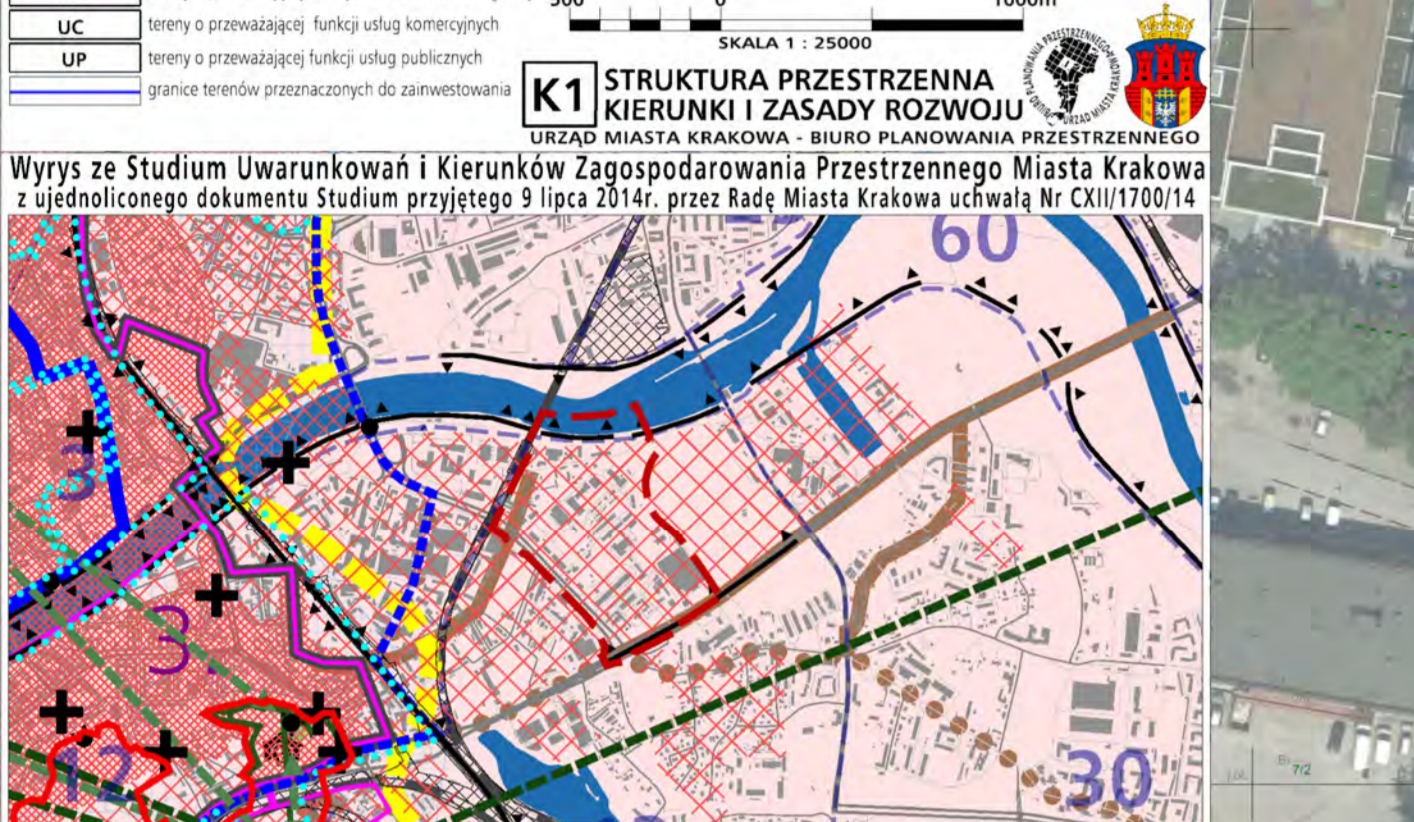 UC
tereny o przeważającej funkcji usług komercyjnych
UP
tereny o przeważającej funkcji usług publicznych
granice terenów przeznaczonych do zainwestowania
500 0 1000m
SKALA 1 : 25000
K1
STRUKTURA PRZESTRZENNA
KIERUNKI I ZASADY ROZWOJU
URZĄD MIASTA KRAKOWA - BIURO PLANOWANIA PRZESTRZENNEGO
Wyrys ze Studium Uwarunkowań i Kierunków Zagospodarowania Przestrzennego Miasta Krakowa
z ujednoliconego dokumentu Studium przyjętego 9 lipca 2014r. przez Radę Miasta Krakowa uchwałą Nr CXII/1700/14
60
3
3
12
30
7/2